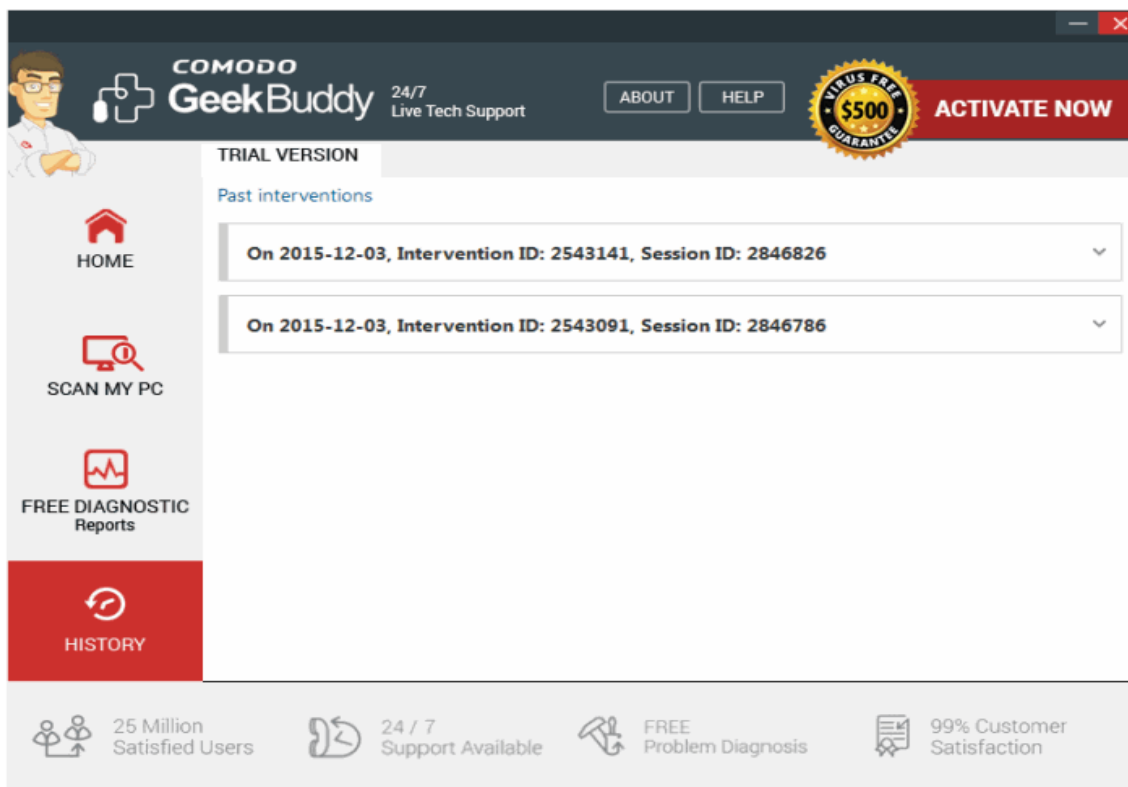 COMODO
GeekBuddy
24/7
Live Tech Support
ABOUT
HELP
VIRUS FREE
$500
GUARANTEE
ACTIVATE NOW
TRIAL VERSION
Past interventions
On 2015-12-03, Intervention ID: 2543141, Session ID: 2846826
On 2015-12-03, Intervention ID: 2543091, Session ID: 2846786
HOME
SCAN MY PC
FREE DIAGNOSTIC
Reports
HISTORY
25 Million
Satisfied Users
24 / 7
Support Available
FREE
Problem Diagnosis
99% Customer
Satisfaction